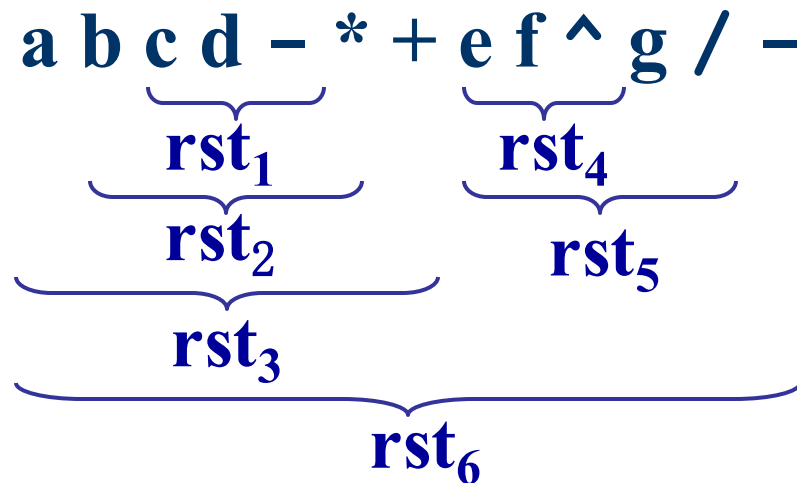 a b c d – * + e f ^ g / –
rst₁ rst₄
rst₂ rst₅
rst₃
rst₆